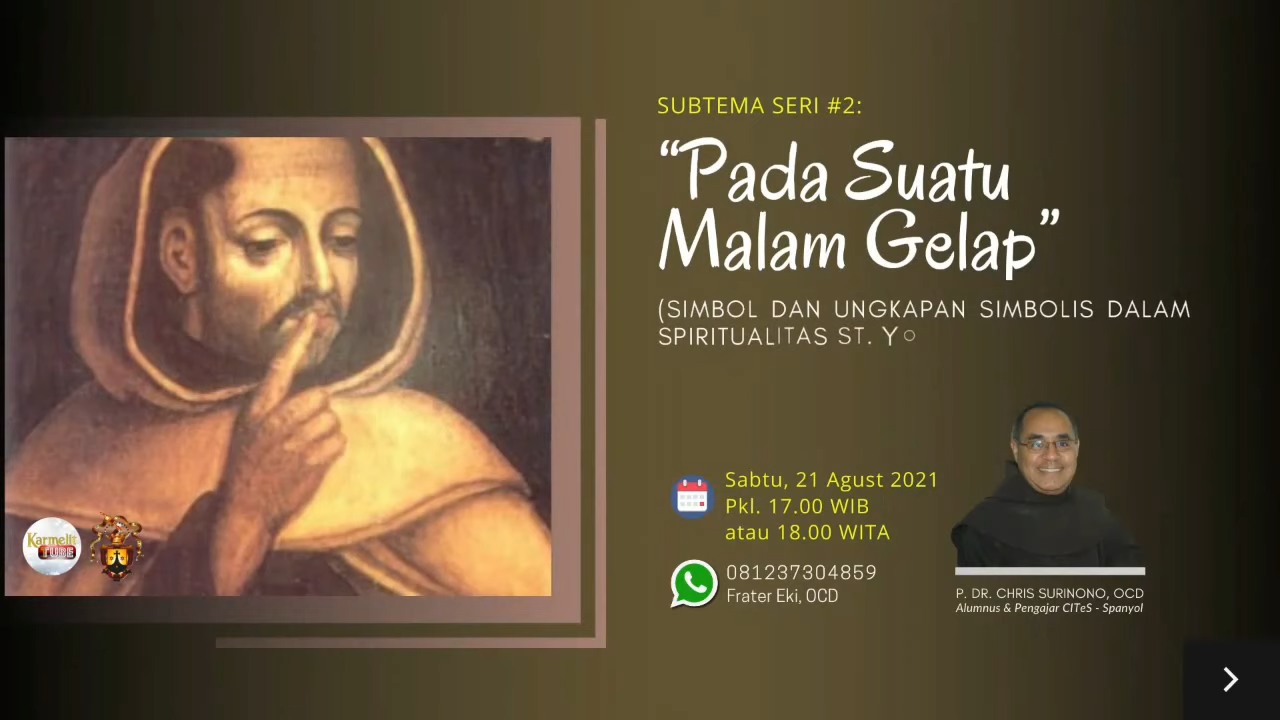 SUBTEMA SERI #2:
“Pada Suatu
Malam Gelap”
(SIMBOL DAN UNGKAPAN SIMBOLIS DALAM
SPIRITUALITAS ST. YO
Sabtu, 21 Agust 2021
Pkl. 17.00 WIB
atau 18.00 WITA
081237304859
Frater Eki, OCD
P. DR. CHRIS SURINONO, OCD
Alumnus & Pengajar CITeS - Spanyol
Karmelit
TUBE